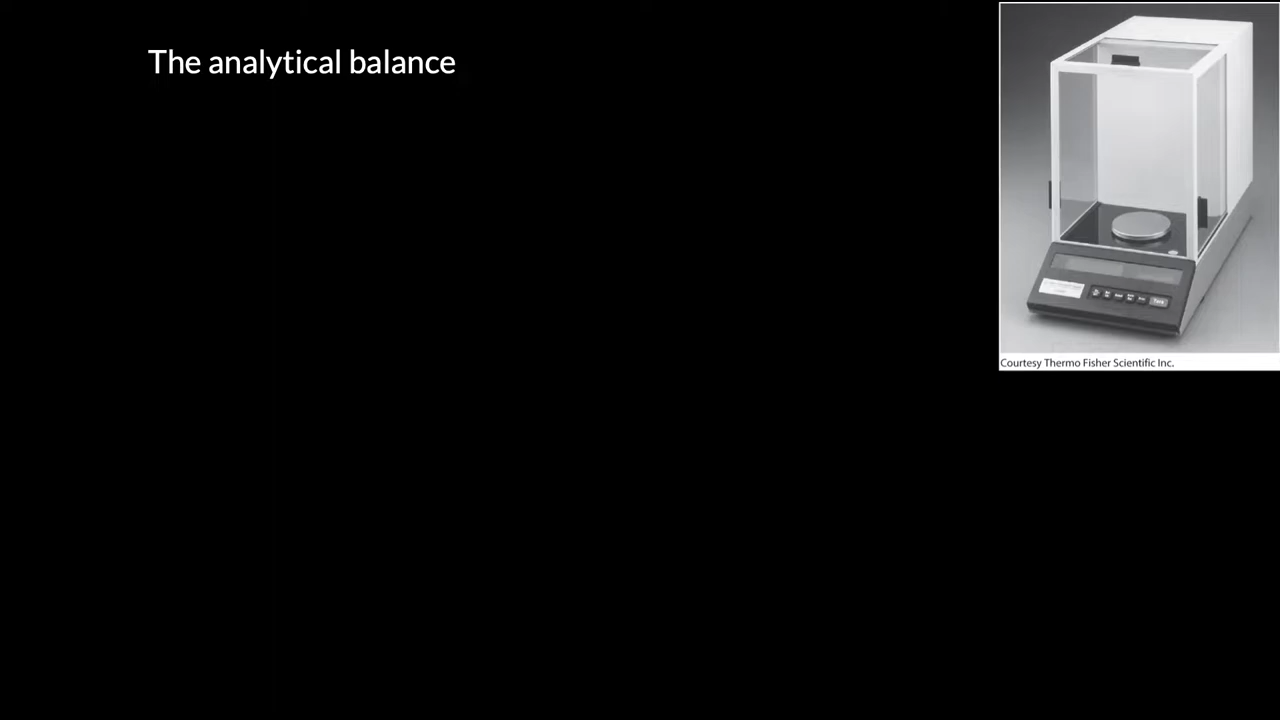 The analytical balance
Courtesy Thermo Fisher Scientific Inc.